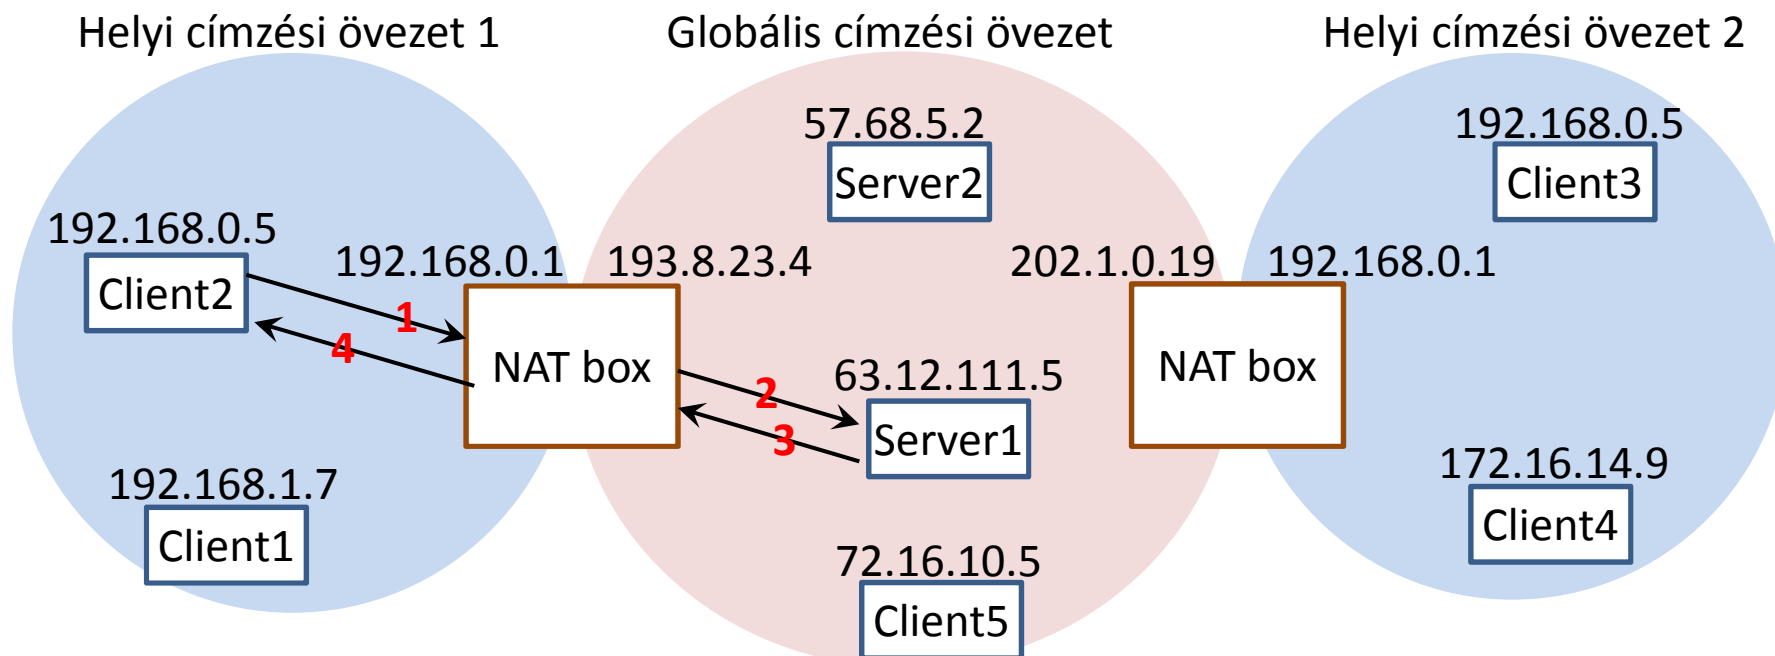 Helyi címzési övezet 1
Globális címzési övezet
Helyi címzési övezet 2
57.68.5.2
Server2
192.168.0.5
Client3
192.168.0.5
Client2
192.168.0.1
193.8.23.4
202.1.0.19
192.168.0.1
1
4
NAT box
2
3
63.12.111.5
Server1
NAT box
192.168.1.7
Client1
172.16.14.9
Client4
72.16.10.5
Client5